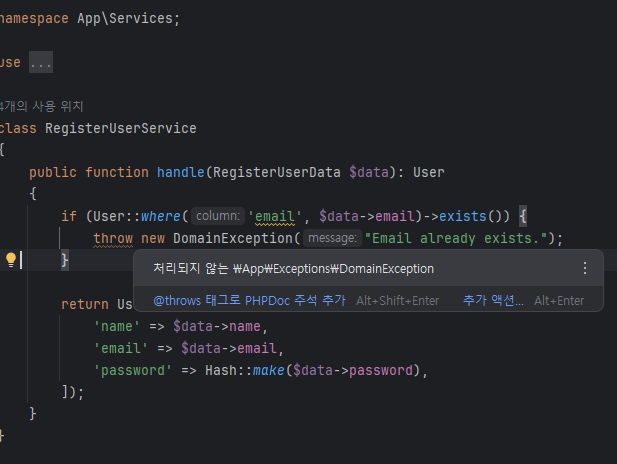 namespace App\Services;
use ...
4개의 사용 위치
class RegisterUserService
{
public function handle(RegisterUserData $data): User
{
if (User::where( column: 'email', $data->email)->exists()) {
throw new DomainException( message: "Email already exists.");
}
처리되지 않는 ₩App₩Exceptions₩DomainException
@throws 태그로 PHPDoc 주석 추가 Alt+Shift+Enter 추가 액션... Alt+Enter
return Us
'name' => $data->name,
'email' => $data->email,
'password' => Hash::make($data->password),
]);
}
}